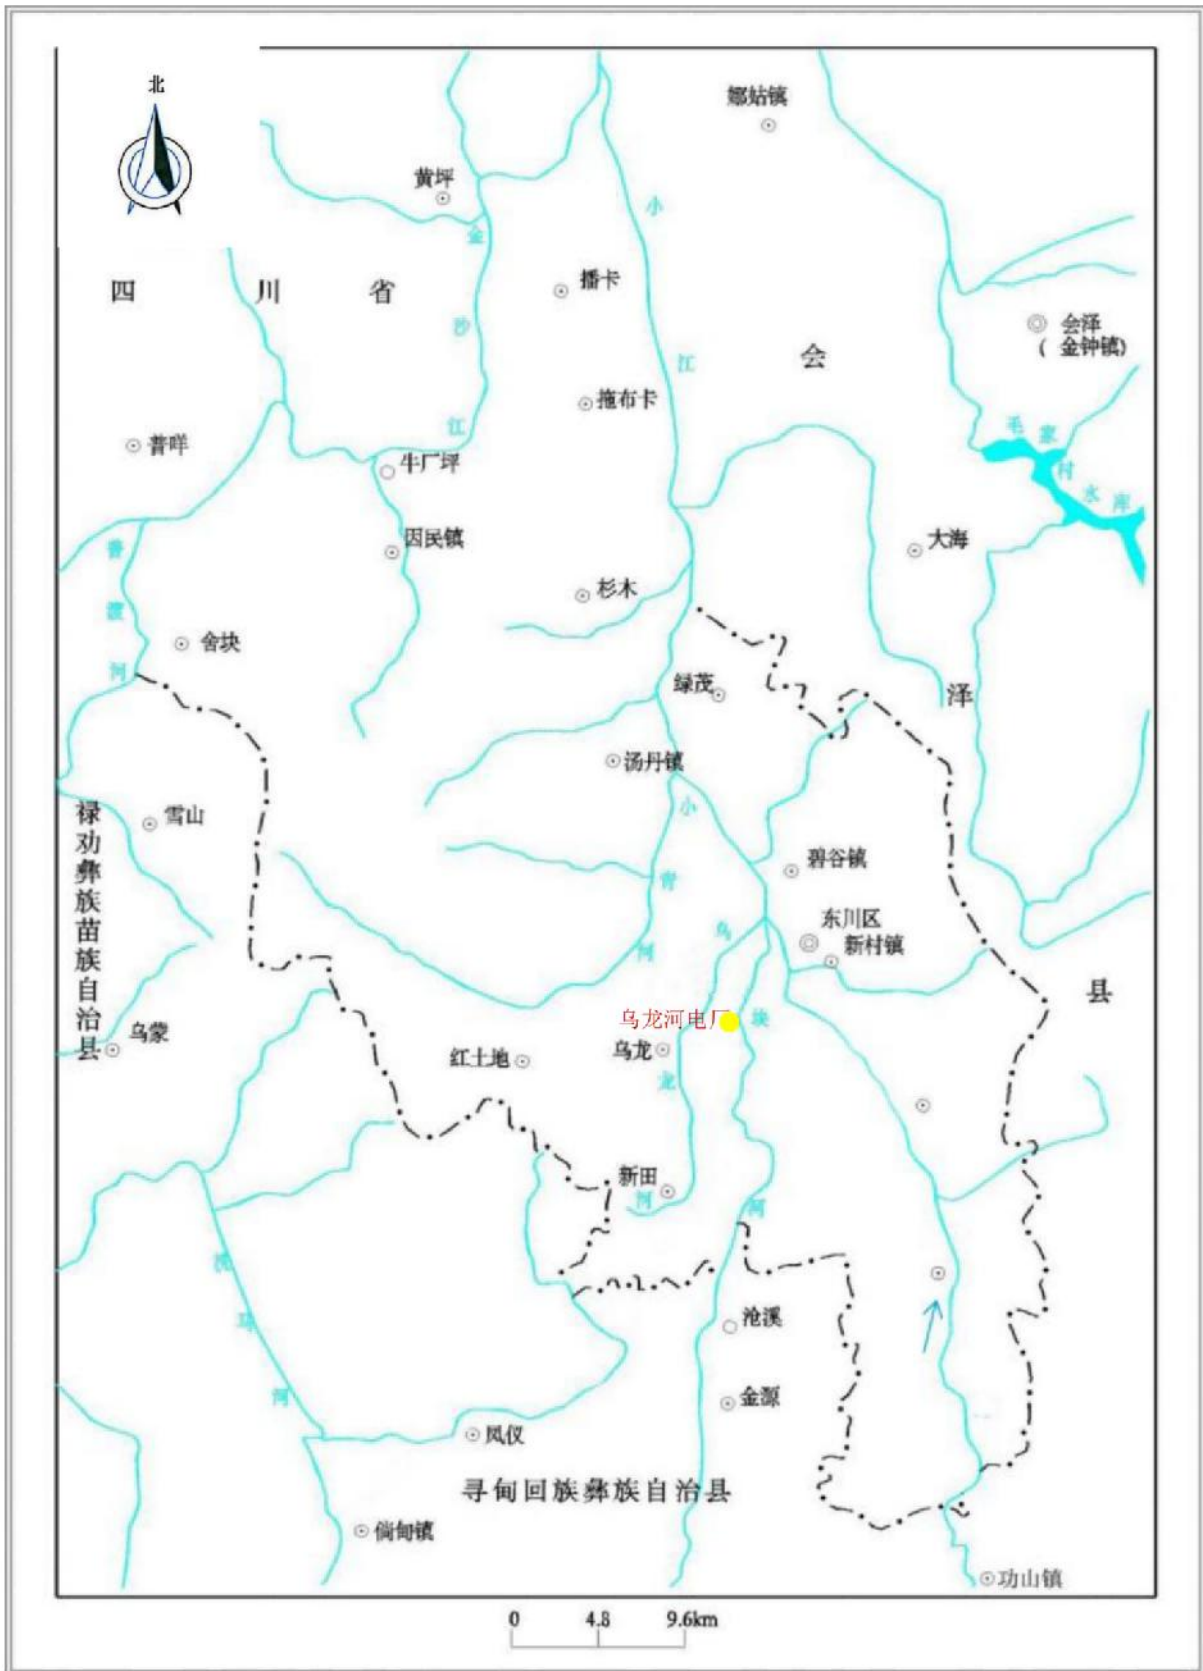 北
娜姑镇
黄坪
小
金
四川省
播卡
会泽
(金钟镇)
沙
会
江
拖布卡
江
毛家村水库
普咩
牛厂坪
因民镇
大海
普渡河
杉木
舍块
绿茂
泽
汤丹镇
小
雪山
禄劝彝族苗族自治县
碧谷镇
青
东川区
乌
新村镇
河
县
乌龙河电厂
块
乌蒙
乌龙
红土地
龙
新田
河
河
洗马河
沧溪
金源
凤仪
寻甸回族彝族自治县
倘甸镇
功山镇
0 4.8 9.6km